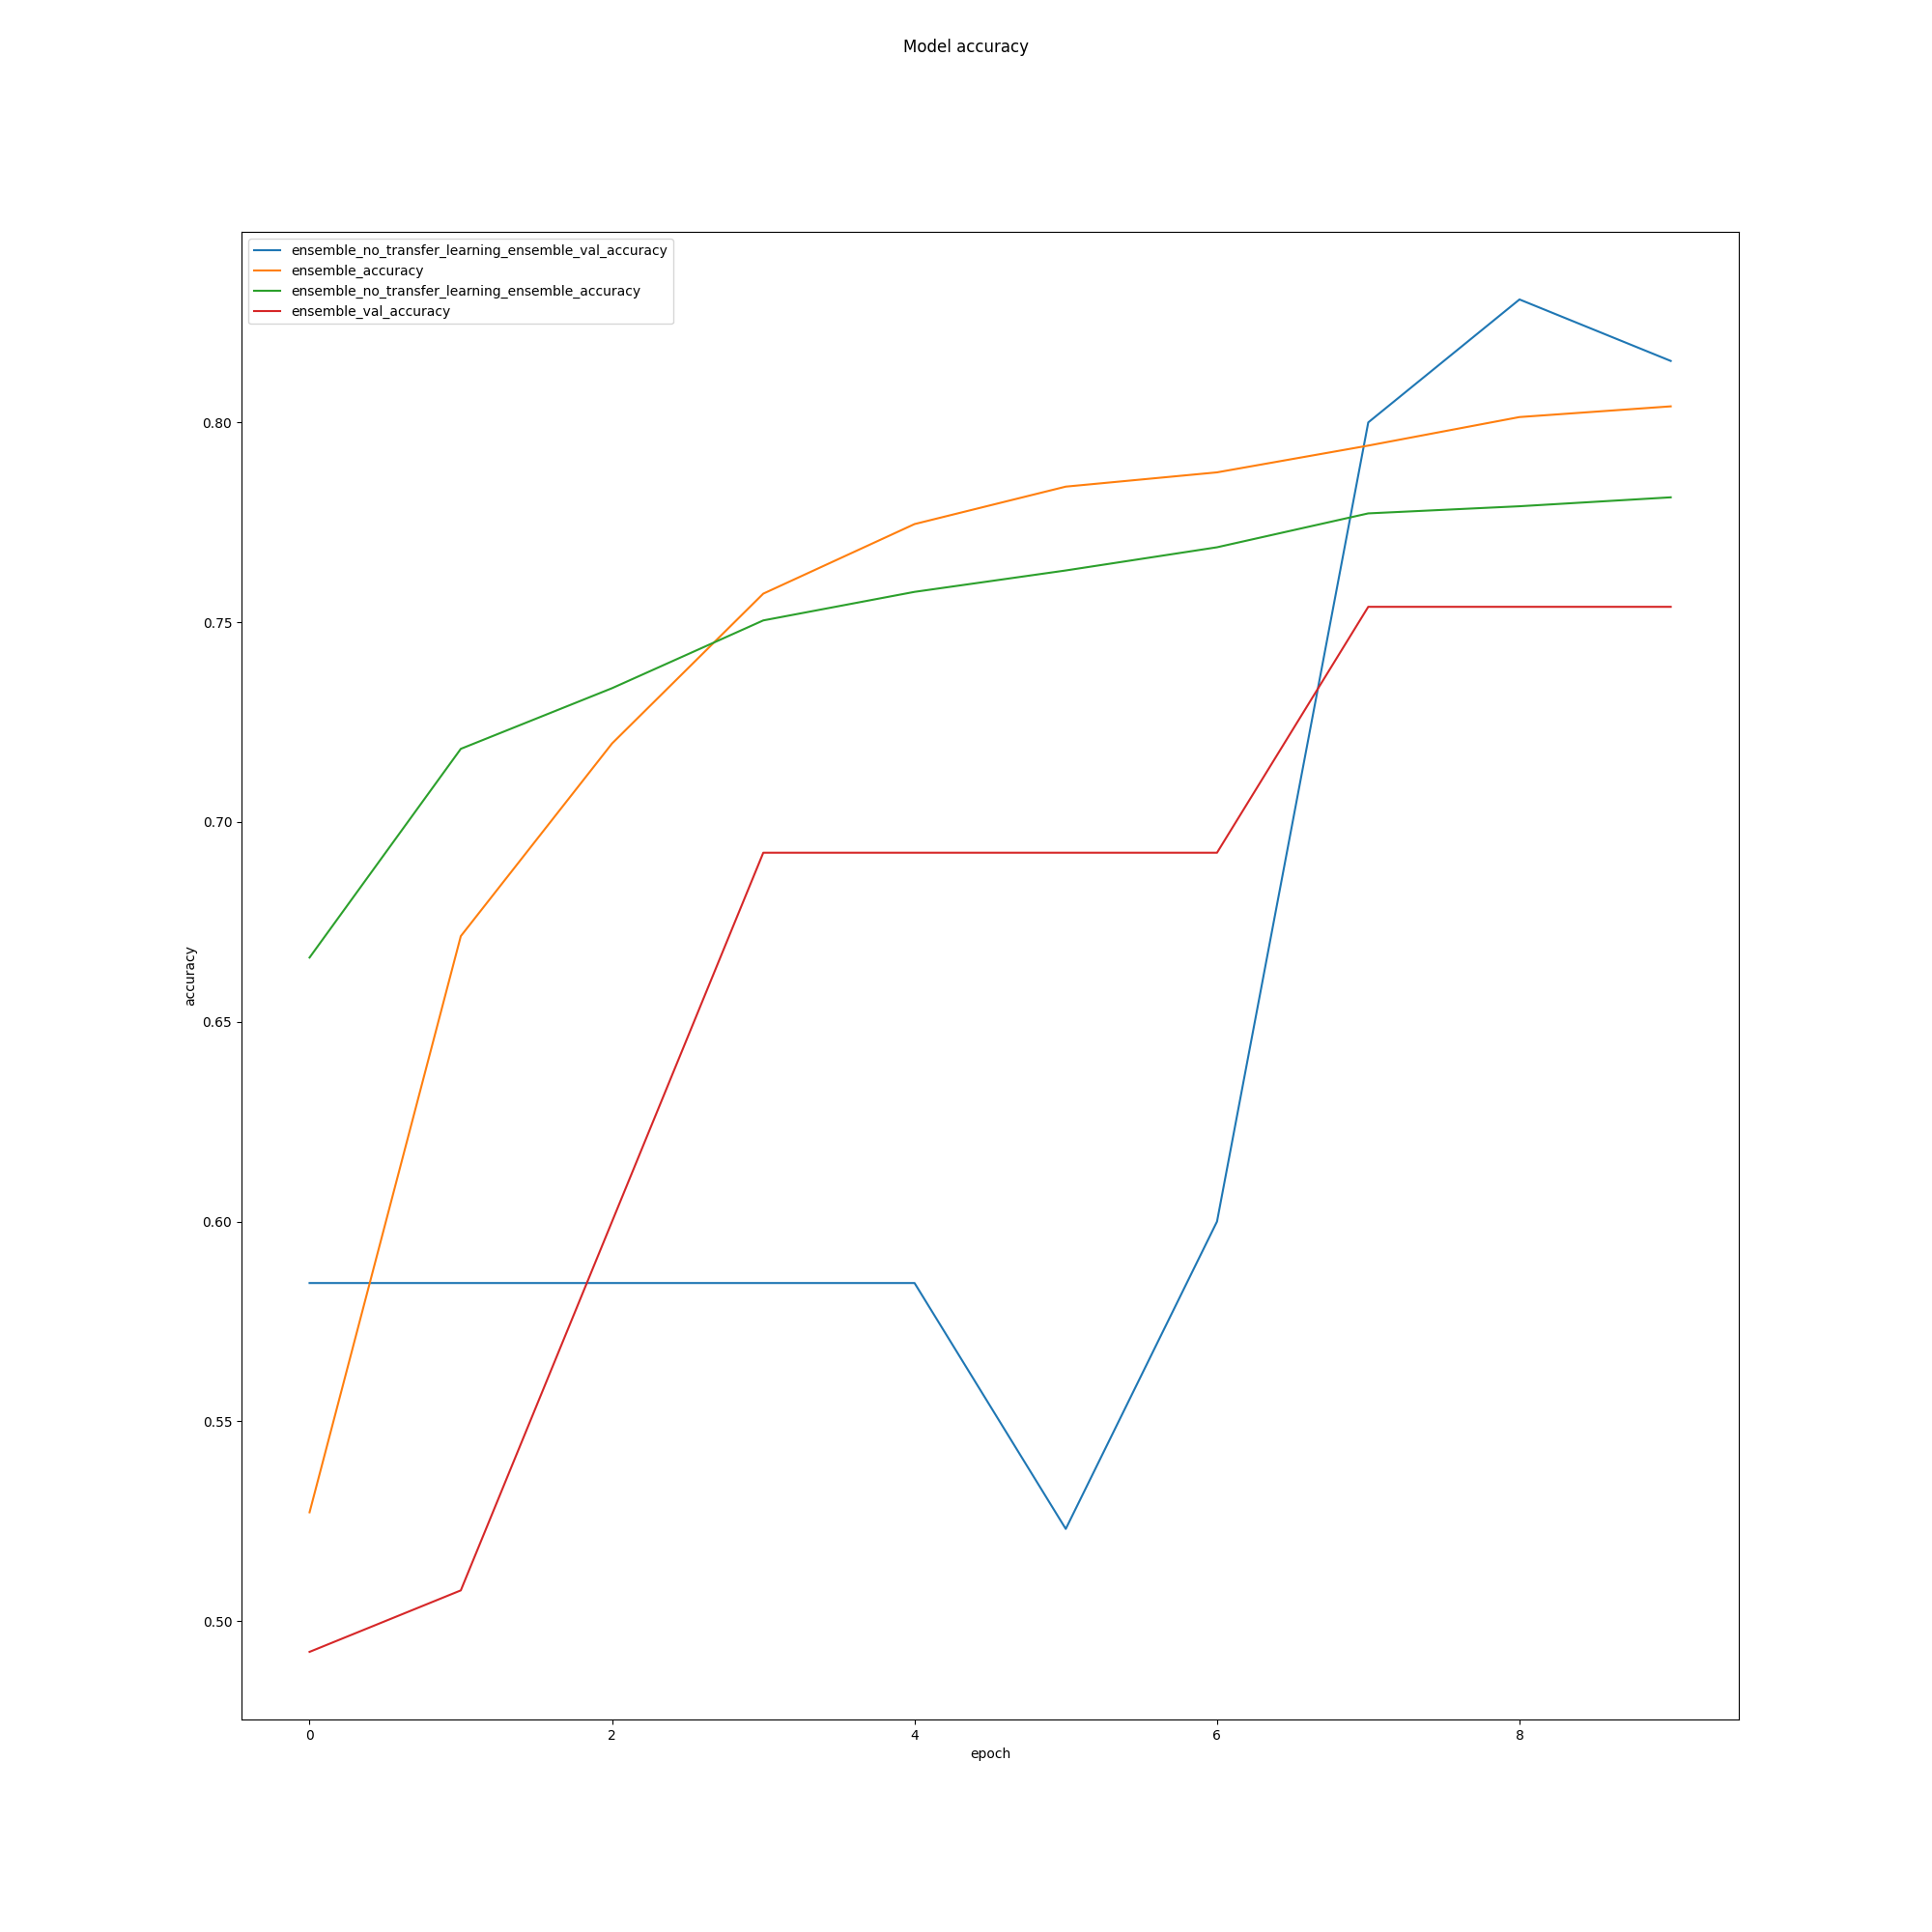 Model accuracy
ensemble_no_transfer_learning_ensemble_val_accuracy
ensemble_accuracy
ensemble_no_transfer_learning_ensemble_accuracy
ensemble_val_accuracy
0.80
0.75
0.70
0.65
0.60
0.55
0.50
accuracy
0 2 4 6 8
epoch